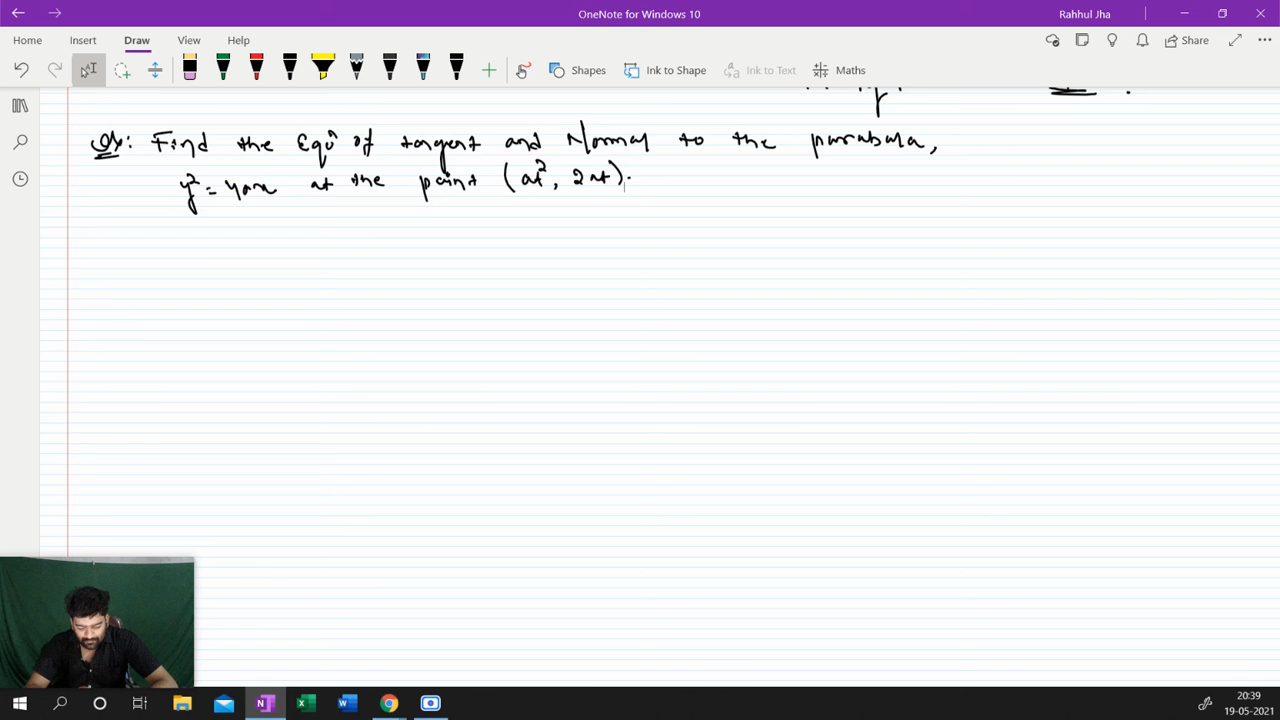 OneNote for Windows 10
Rahhul Jha
Home Insert Draw View Help
Share
Shapes Ink to Shape Ink to Text Maths
Qx: Find the Equn of tangent and Normal to the parabola,
y² = 4ax at the point (at², 2at).
20:39
19-05-2021